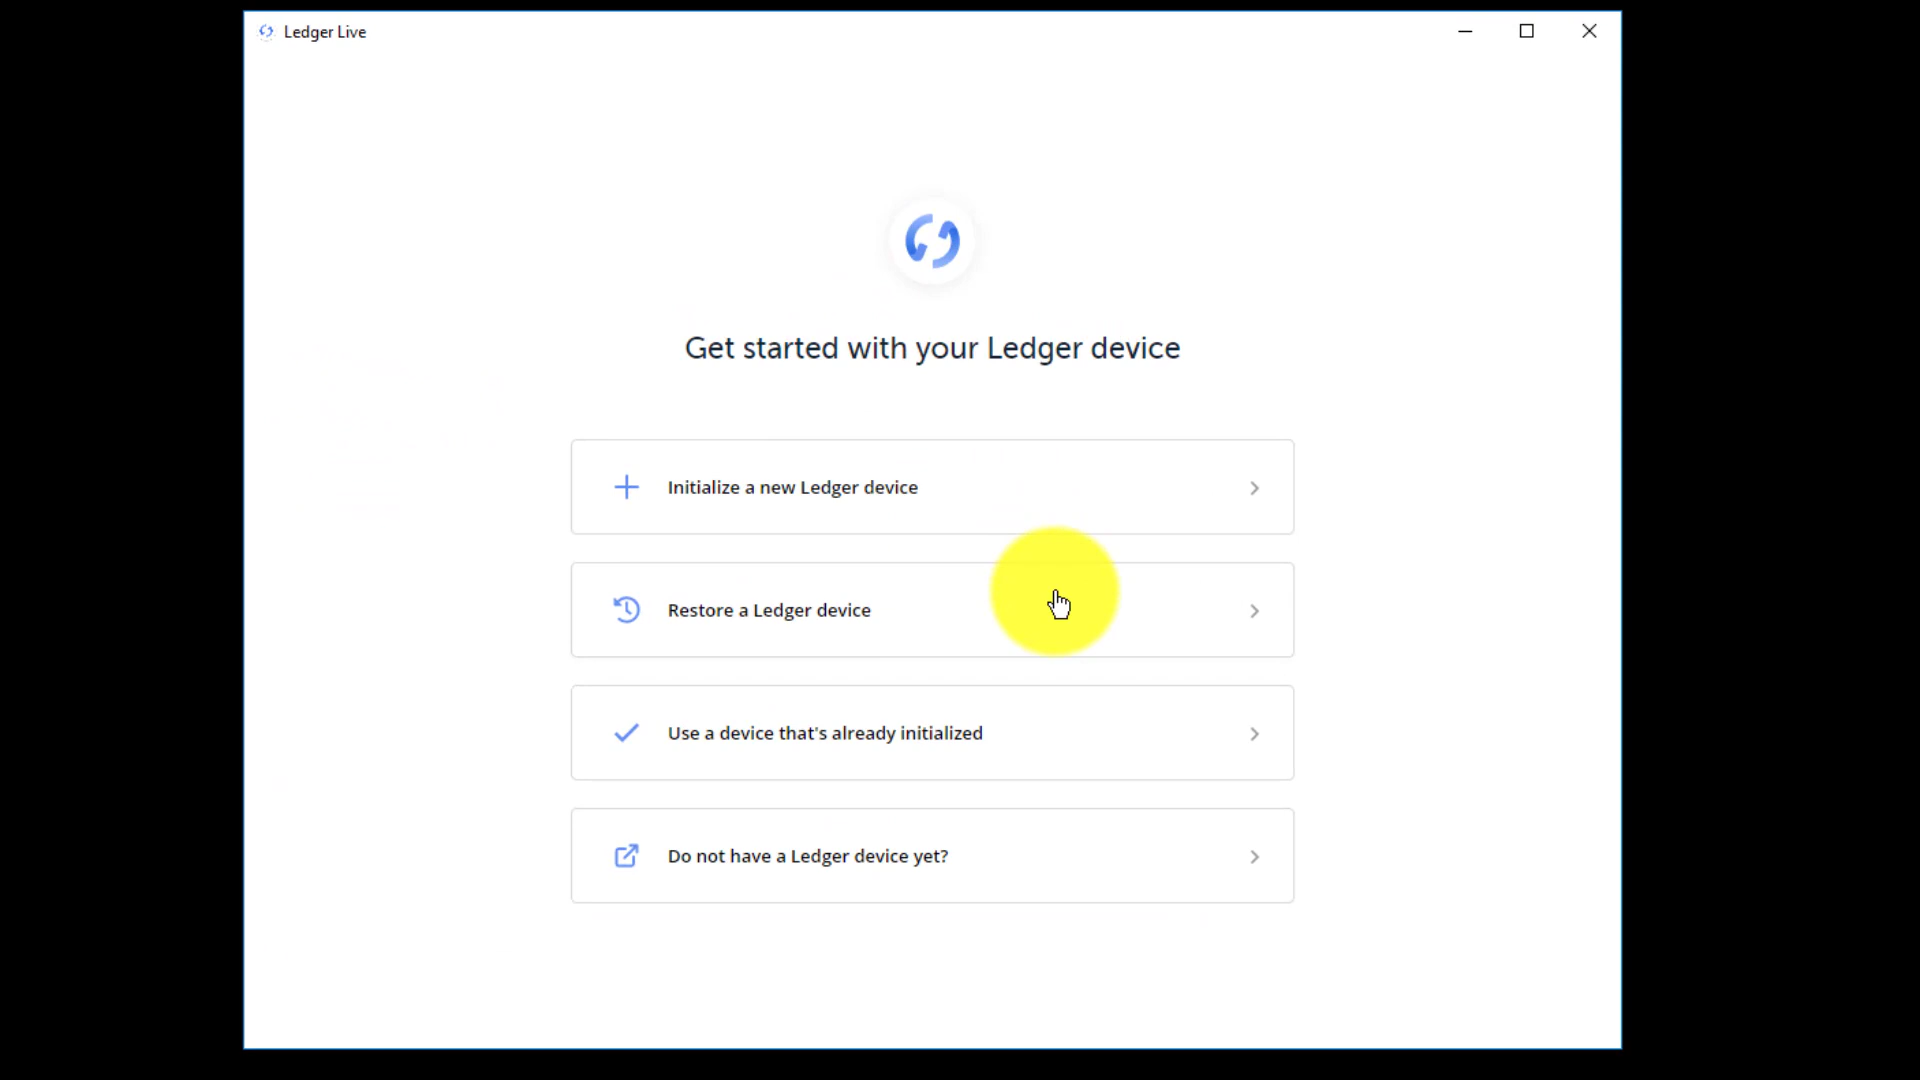 Ledger Live
Get started with your Ledger device
Initialize a new Ledger device
Restore a Ledger device
Use a device that's already initialized
Do not have a Ledger device yet?